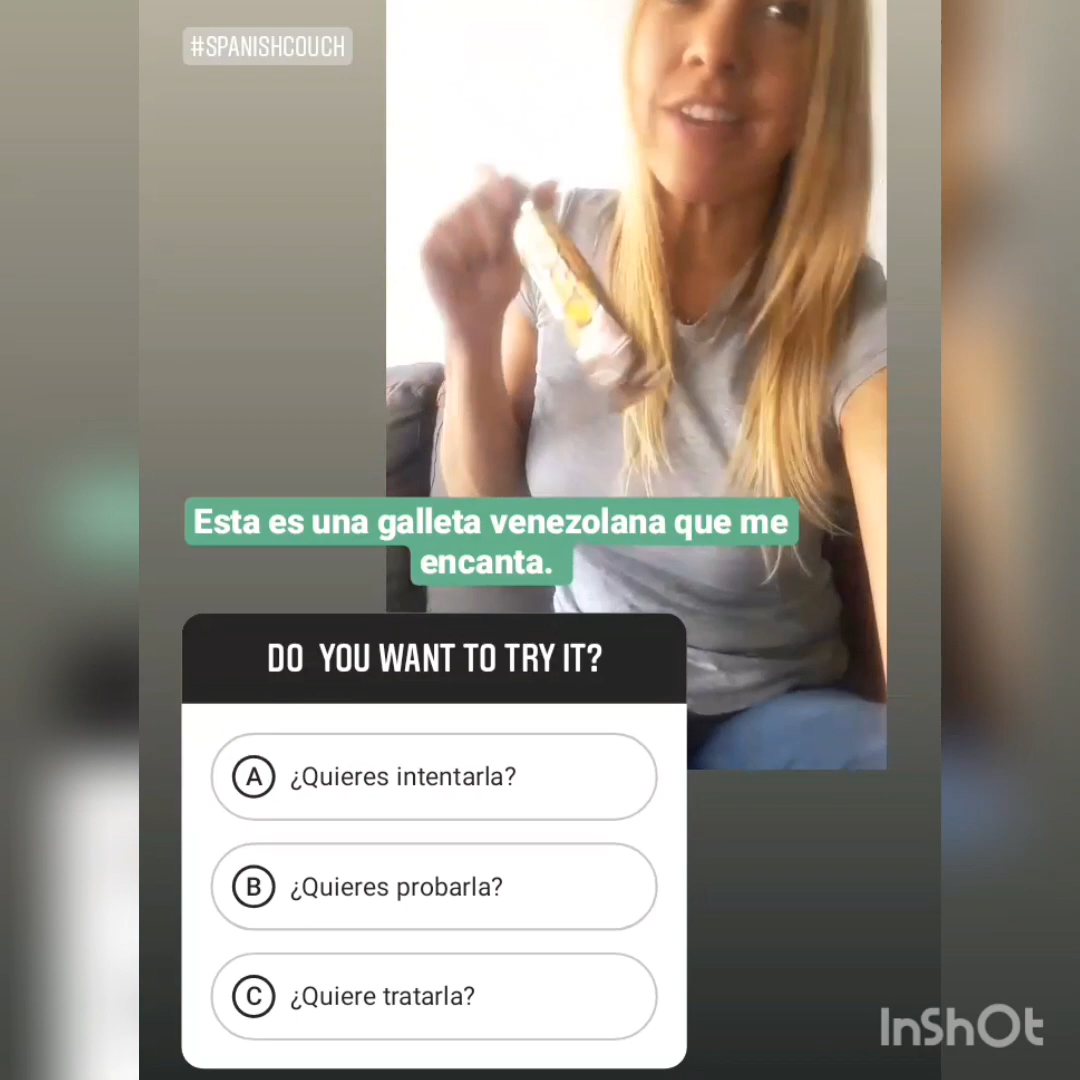 #SPANISHCOUCH
Esta es una galleta venezolana que me
encanta.
DO YOU WANT TO TRY IT?
A ¿Quieres intentarla?
B ¿Quieres probarla?
C ¿Quiere tratarla?
InShOt